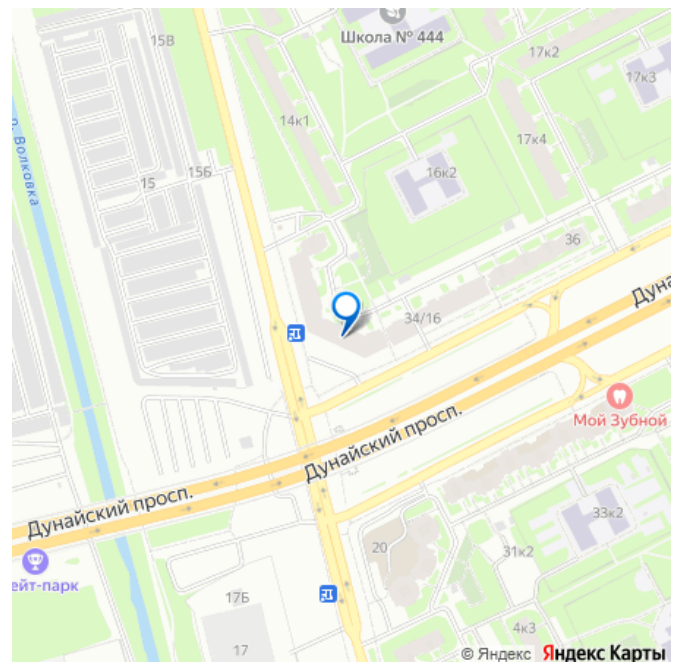 15В
Школа № 444
17к2
17к3
14к1
17к4
р. Волковка
15
15Б
16к2
36
34/16
Дуна
Мой Зубной
Дунайский просп.
Дунайский просп.
33к2
20
31к2
ейт-парк
17Б
17
4к3
© Яндекс Яндекс Карты